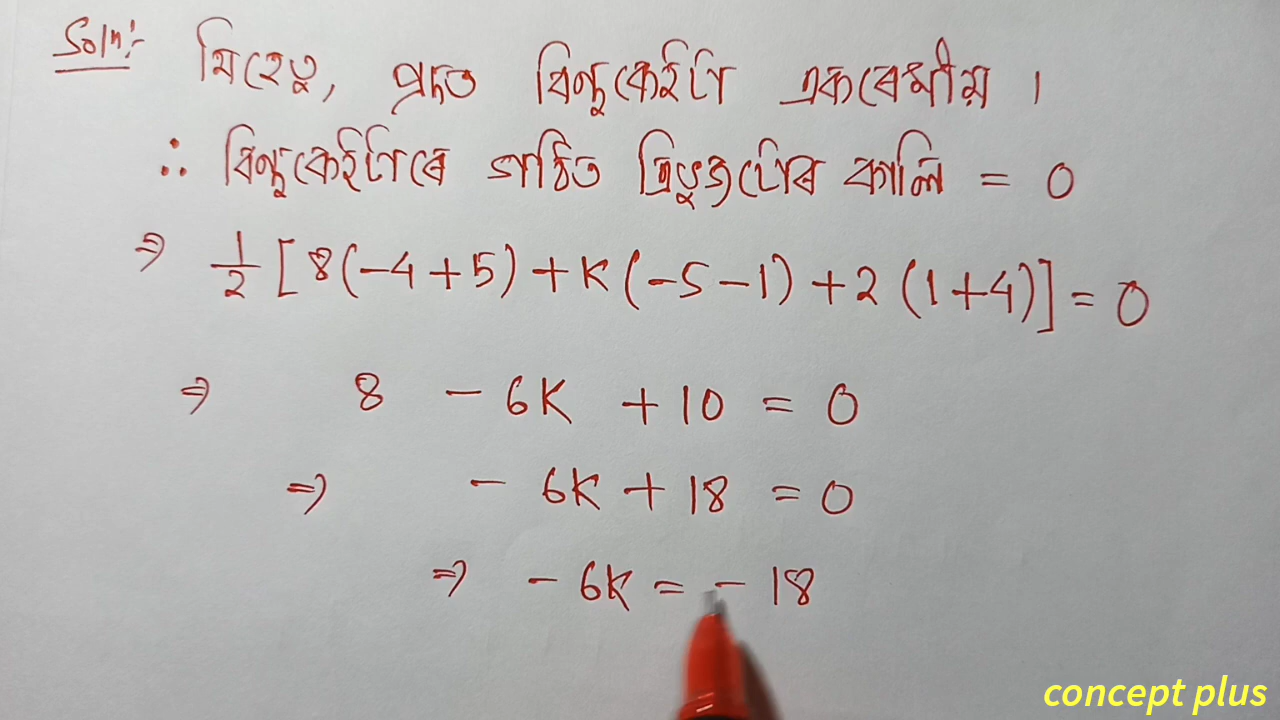 Soln:-
যিহেতু, প্ৰদত্ত বিন্দুকেইটা একৰেখীয়।
∴ বিন্দুকেইটাৰে গঠিত ত্ৰিভুজটোৰ কালি = 0
⇒ 1/2 [8(-4+5)+K(-5-1)+2(1+4)] = 0
⇒ 8 - 6K + 10 = 0
⇒ - 6K + 18 = 0
⇒ - 6K = - 18
concept plus